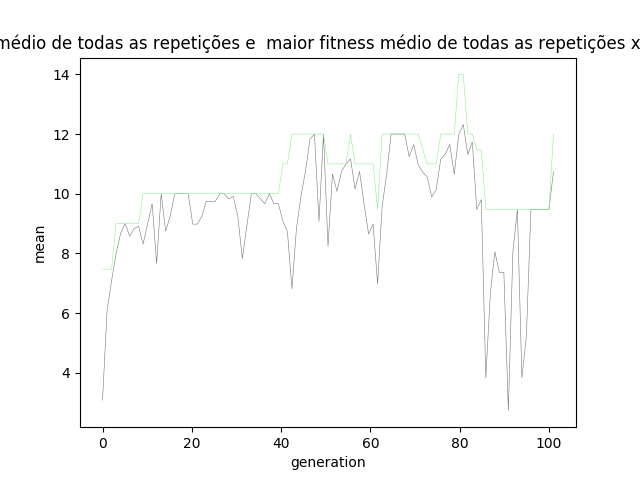 médio de todas as repetições e  maior fitness médio de todas as repetições x
14
12
10
8
6
4
mean
0 20 40 60 80 100
generation